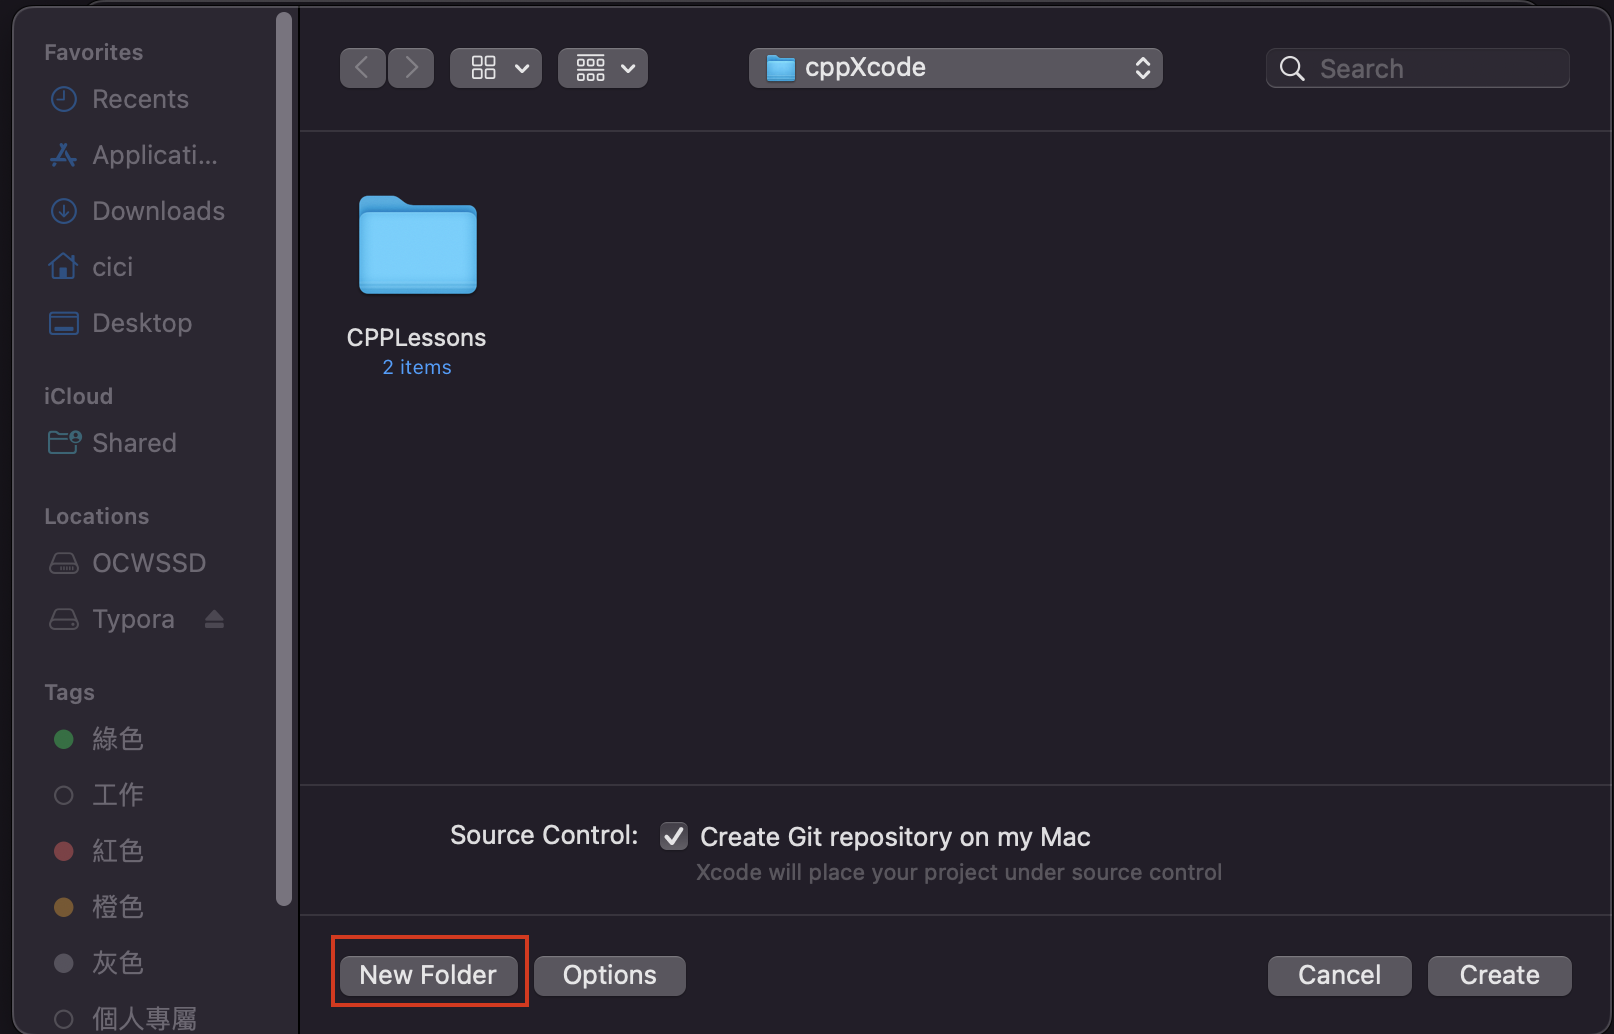 Favorites
Recents
Applicati...
Downloads
cici
Desktop
iCloud
Shared
Locations
OCWSSD
Typora
Tags
綠色
工作
紅色
橙色
灰色
個人專屬
cppXcode
Search
CPPLessons
2 items
Source Control:
Create Git repository on my Mac
Xcode will place your project under source control
New Folder
Options
Cancel
Create